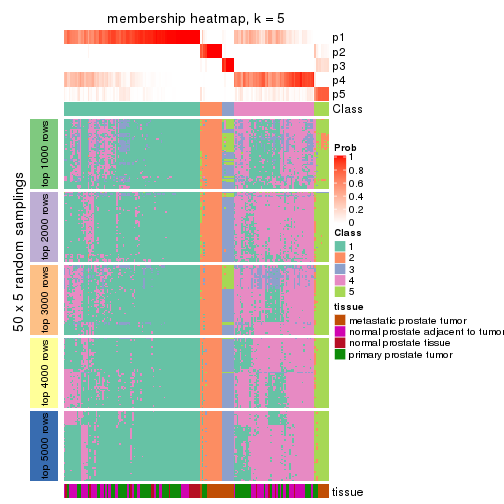 membership heatmap, k = 5
p1
p2
p3
p4
p5
Class
50 x 5 random samplings
top 1000 rows
top 2000 rows
top 3000 rows
top 4000 rows
top 5000 rows
Prob
1
0.8
0.6
0.4
0.2
0
Class
1
2
3
4
5
tissue
metastatic prostate tumor
normal prostate adjacent to tumor
normal prostate tissue
primary prostate tumor
tissue